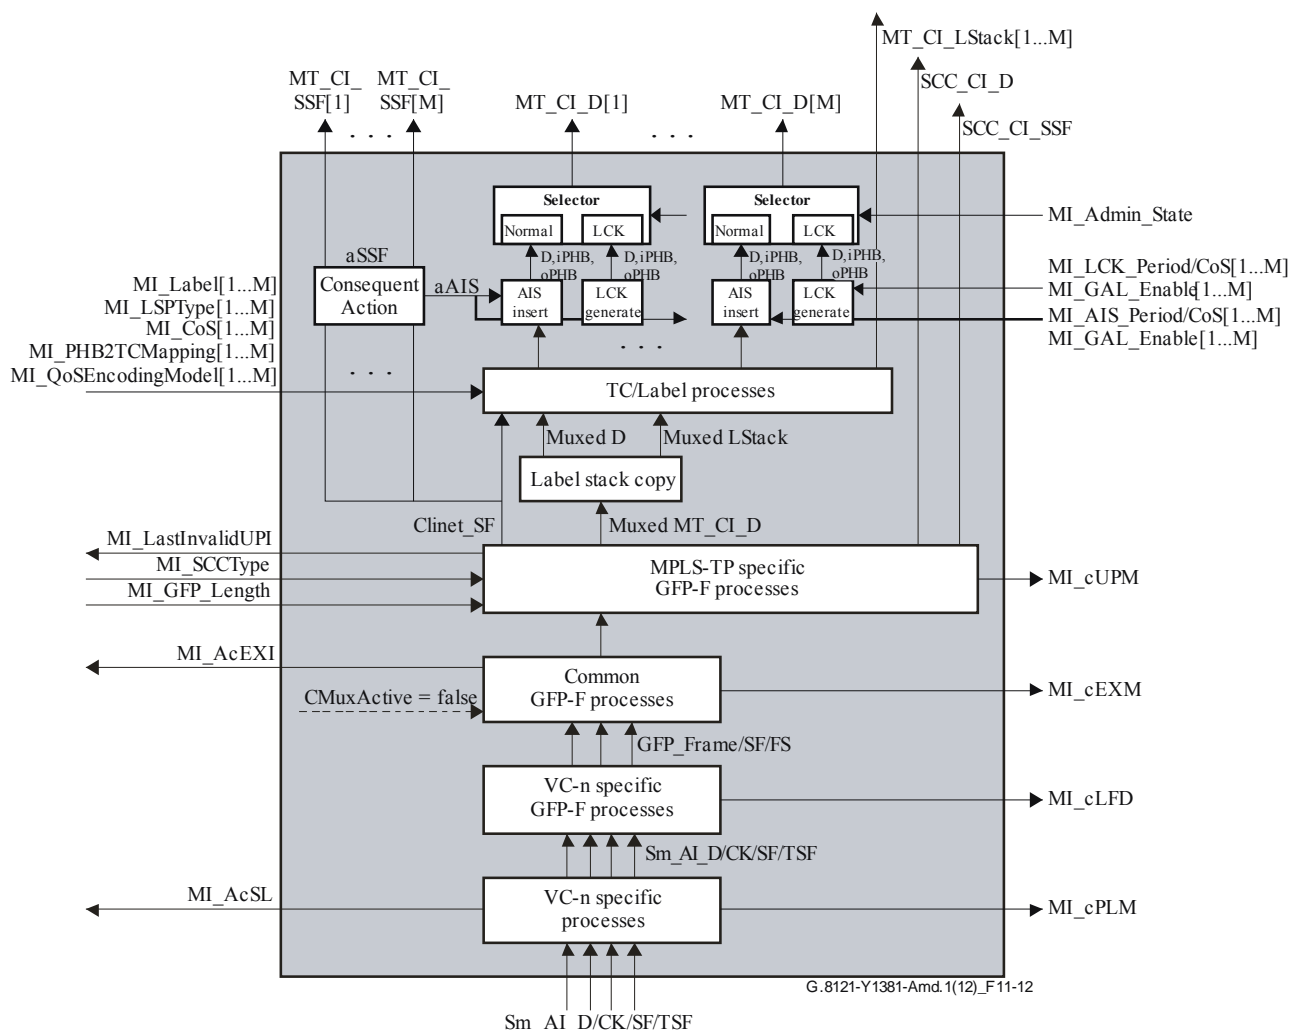 MT_CI_LStack[1...M]
MT_CI_
SSF[1]
MT_CI_
SSF[M]
MT_CI_D[1]
MT_CI_D[M]
SCC_CI_D
SCC_CI_SSF
. . .
. . .
. . .
Selector
Normal
LCK
Selector
Normal
LCK
MI_Admin_State
D, iPHB,
oPHB
D, iPHB,
oPHB
D, iPHB,
oPHB
D, iPHB,
oPHB
aSSF
Consequent
Action
aAIS
AIS
insert
LCK
generate
AIS
insert
LCK
generate
MI_LCK_Period/CoS[1...M]
MI_GAL_Enable[1...M]
MI_AIS_Period/CoS[1...M]
MI_GAL_Enable[1...M]
MI_Label[1...M]
MI_LSPType[1...M]
MI_CoS[1...M]
MI_PHB2TCMapping[1...M]
MI_QoSEncodingModel[1...M]
. . .
. . .
TC/Label processes
Muxed D
Muxed LStack
Label stack copy
Clinet_SF
Muxed MT_CI_D
MI_LastInvalidUPI
MI_SCCType
MI_GFP_Length
MPLS-TP specific
GFP-F processes
MI_cUPM
MI_AcEXI
CMuxActive = false
Common
GFP-F processes
MI_cEXM
GFP_Frame/SF/FS
VC-n specific
GFP-F processes
MI_cLFD
Sm_AI_D/CK/SF/TSF
MI_AcSL
VC-n specific
processes
MI_cPLM
G.8121-Y1381-Amd.1(12)_F11-12
Sm_AI_D/CK/SF/TSF